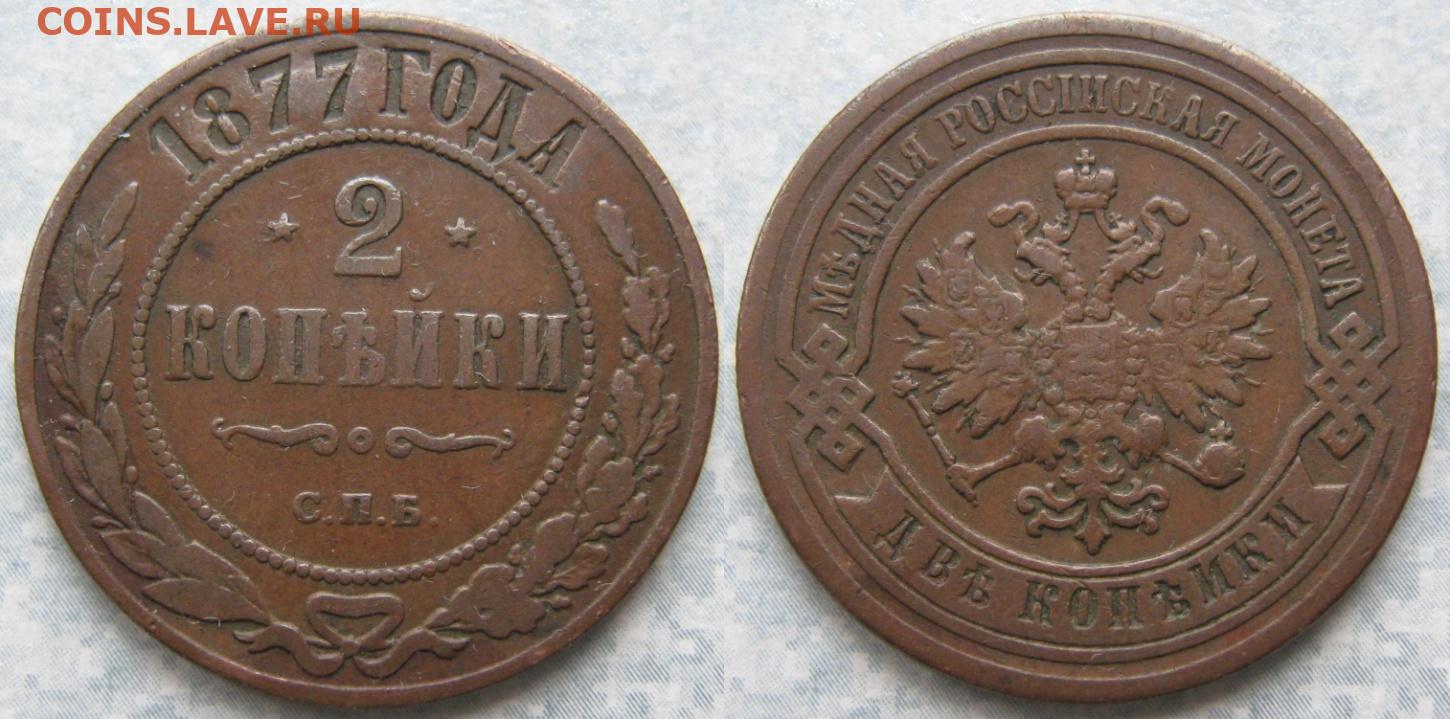 COINS.LAVE.RU
1877 ГОДА
2
КОПѢЙКИ
С.П.Б.
МѢДНАЯ РОССІЙСКАЯ МОНЕТА
ДВѢ КОПѢЙКИ